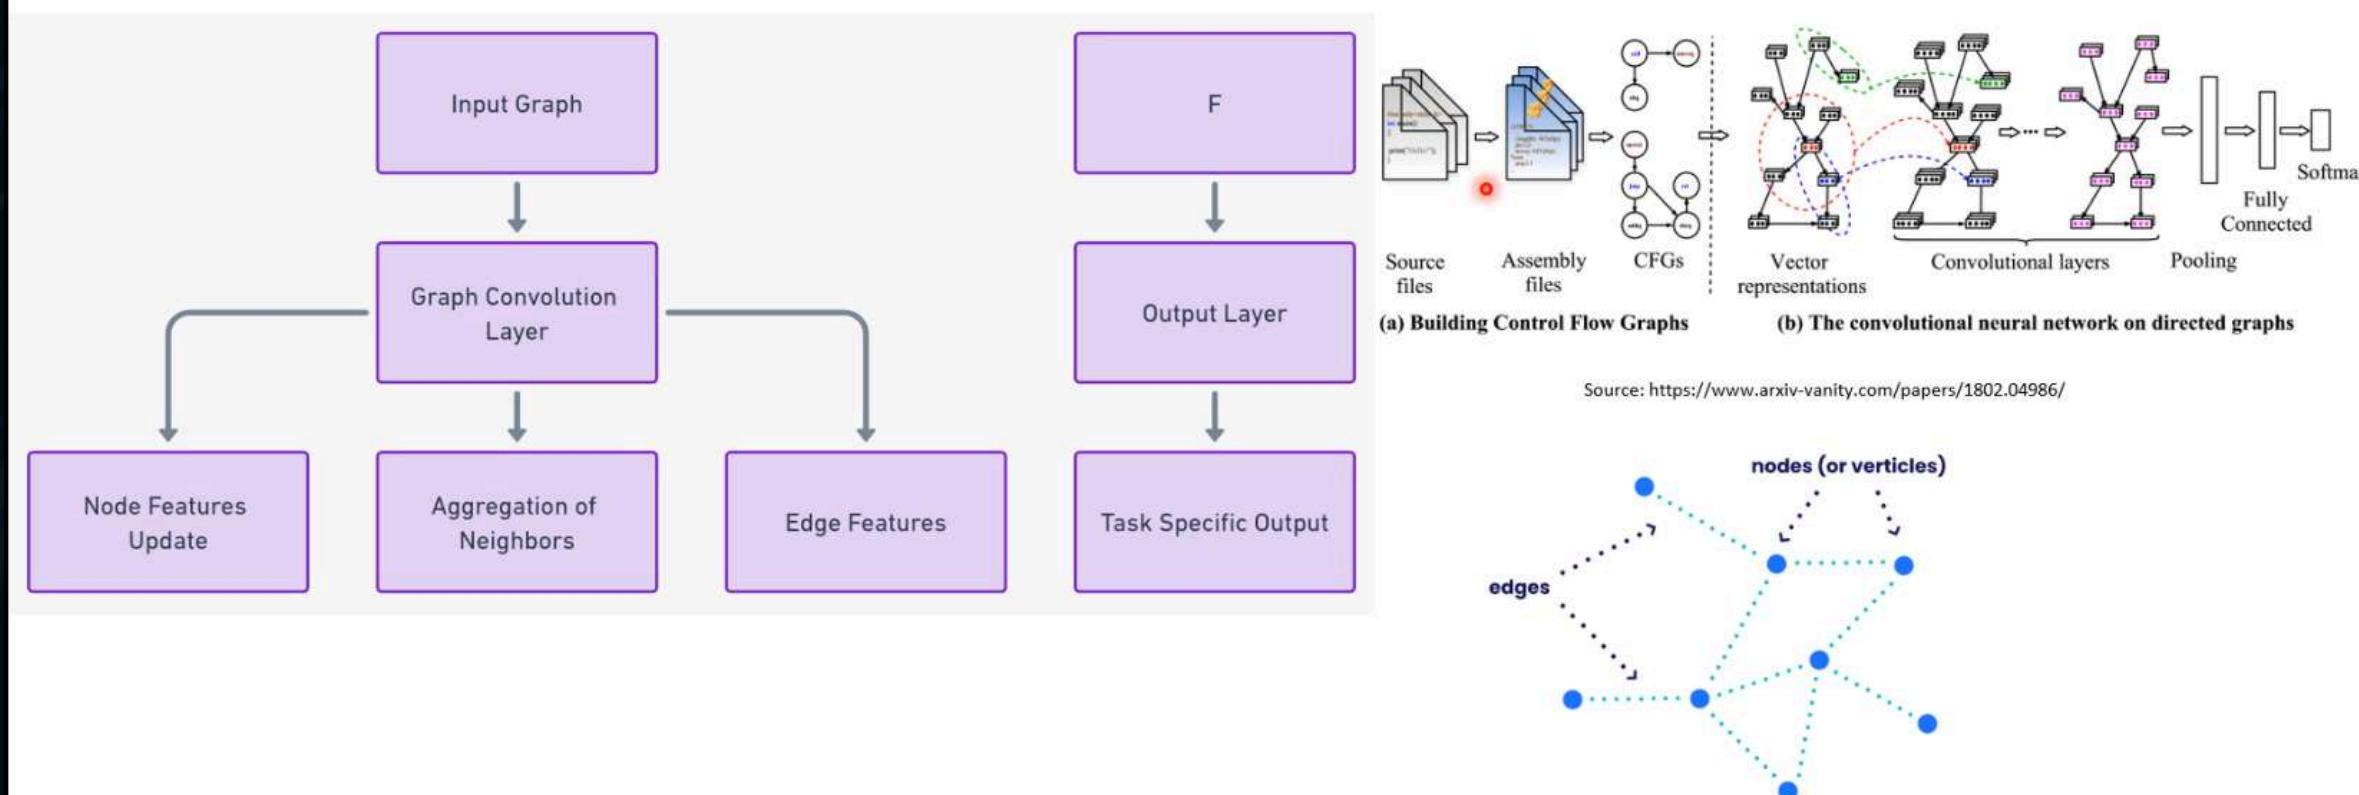 Input Graph
F
Graph Convolution
Layer
Output Layer
Node Features
Update
Aggregation of
Neighbors
Edge Features
Task Specific Output
Source
files
Assembly
files
CFGs
Vector
representations
Convolutional layers
Pooling
Fully
Connected
Softma
(a) Building Control Flow Graphs
(b) The convolutional neural network on directed graphs
Source: https://www.arxiv-vanity.com/papers/1802.04986/
nodes (or verticles)
edges